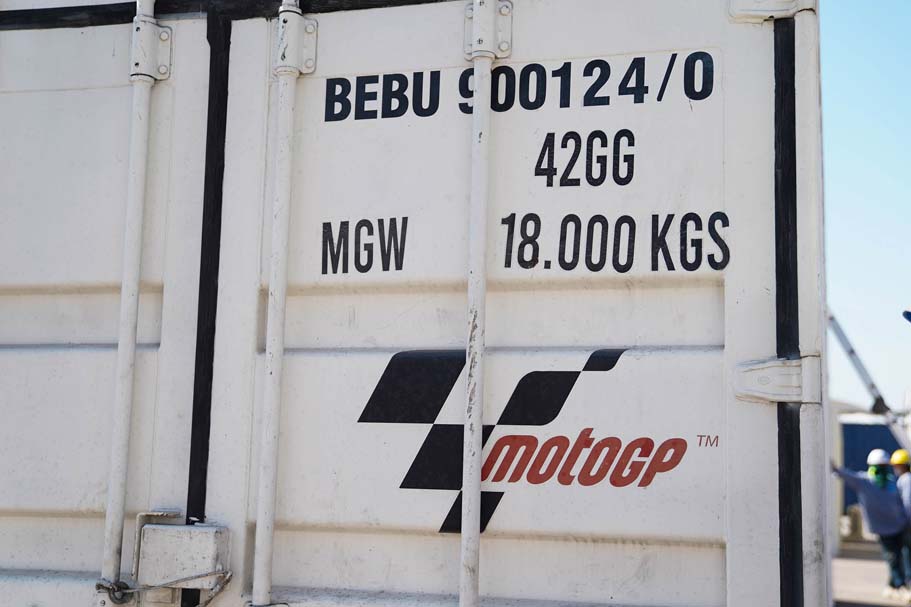 BEBU 900124/0
42GG
MGW 18.000 KGS
motoGP™